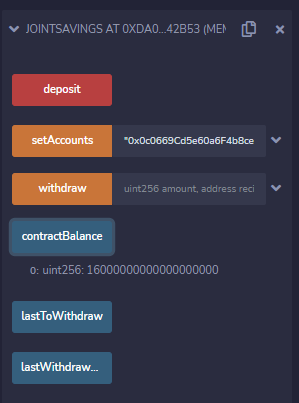 JOINTSAVINGS AT 0XDA0...42B53 (MEM
deposit
setAccounts "0x0c0669Cd5e60a6F4b8ce
withdraw uint256 amount, address reci
contractBalance
0: uint256: 16000000000000000000
lastToWithdraw
lastWithdraw...